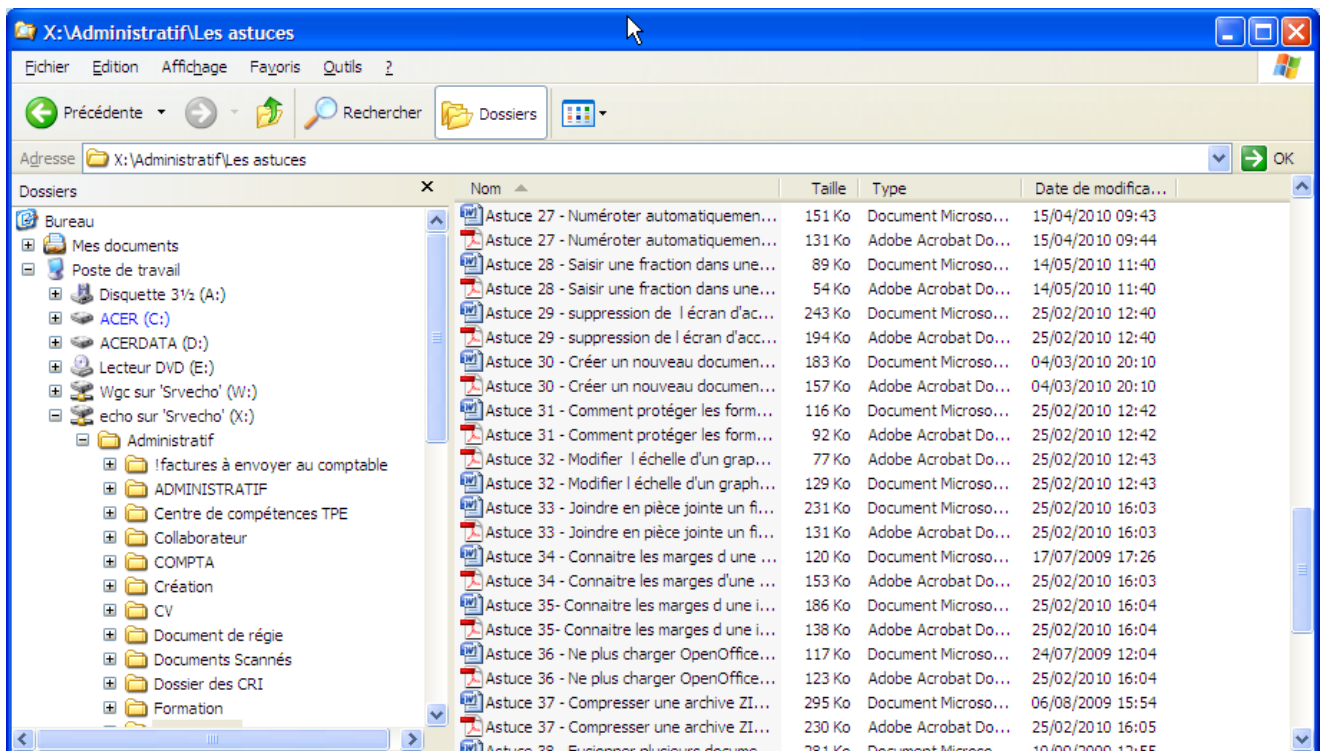 X:\Administratif\Les astuces
Fichier Edition Affichage Favoris Outils ?
Précédente Rechercher Dossiers
Adresse X:\Administratif\Les astuces OK
Dossiers
Bureau
Mes documents
Poste de travail
Disquette 3½ (A:)
ACER (C:)
ACERDATA (D:)
Lecteur DVD (E:)
Wgc sur 'Srvecho' (W:)
echo sur 'Srvecho' (X:)
Administratif
!factures à envoyer au comptable
ADMINISTRATIF
Centre de compétences TPE
Collaborateur
COMPTA
Création
CV
Document de régie
Documents Scannés
Dossier des CRI
Formation
Nom Taille Type Date de modifica...
Astuce 27 - Numéroter automatiquemen... 151 Ko Document Microso... 15/04/2010 09:43
Astuce 27 - Numéroter automatiquemen... 131 Ko Adobe Acrobat Do... 15/04/2010 09:44
Astuce 28 - Saisir une fraction dans une... 89 Ko Document Microso... 14/05/2010 11:40
Astuce 28 - Saisir une fraction dans une... 54 Ko Adobe Acrobat Do... 14/05/2010 11:40
Astuce 29 - suppression de l écran d'ac... 243 Ko Document Microso... 25/02/2010 12:40
Astuce 29 - suppression de l écran d'acc... 194 Ko Adobe Acrobat Do... 25/02/2010 12:40
Astuce 30 - Créer un nouveau documen... 183 Ko Document Microso... 04/03/2010 20:10
Astuce 30 - Créer un nouveau documen... 157 Ko Adobe Acrobat Do... 04/03/2010 20:10
Astuce 31 - Comment protéger les form... 116 Ko Document Microso... 25/02/2010 12:42
Astuce 31 - Comment protéger les form... 92 Ko Adobe Acrobat Do... 25/02/2010 12:42
Astuce 32 - Modifier l échelle d'un grap... 77 Ko Adobe Acrobat Do... 25/02/2010 12:43
Astuce 32 - Modifier l échelle d'un graph... 129 Ko Document Microso... 25/02/2010 12:43
Astuce 33 - Joindre en pièce jointe un fi... 231 Ko Document Microso... 25/02/2010 16:03
Astuce 33 - Joindre en pièce jointe un fi... 131 Ko Adobe Acrobat Do... 25/02/2010 16:03
Astuce 34 - Connaitre les marges d une ... 120 Ko Document Microso... 17/07/2009 17:26
Astuce 34 - Connaitre les marges d'une ... 153 Ko Adobe Acrobat Do... 25/02/2010 16:03
Astuce 35- Connaitre les marges d une i... 186 Ko Document Microso... 25/02/2010 16:04
Astuce 35- Connaitre les marges d une i... 138 Ko Adobe Acrobat Do... 25/02/2010 16:04
Astuce 36 - Ne plus charger OpenOffice... 117 Ko Document Microso... 24/07/2009 12:04
Astuce 36 - Ne plus charger OpenOffice... 123 Ko Adobe Acrobat Do... 25/02/2010 16:04
Astuce 37 - Compresser une archive ZI... 295 Ko Document Microso... 06/08/2009 15:54
Astuce 37 - Compresser une archive ZI... 230 Ko Adobe Acrobat Do... 25/02/2010 16:05
Astuce 38 - Fusionner plusieurs docume... 281 Ko Document Microso... 10/09/2009 12:55